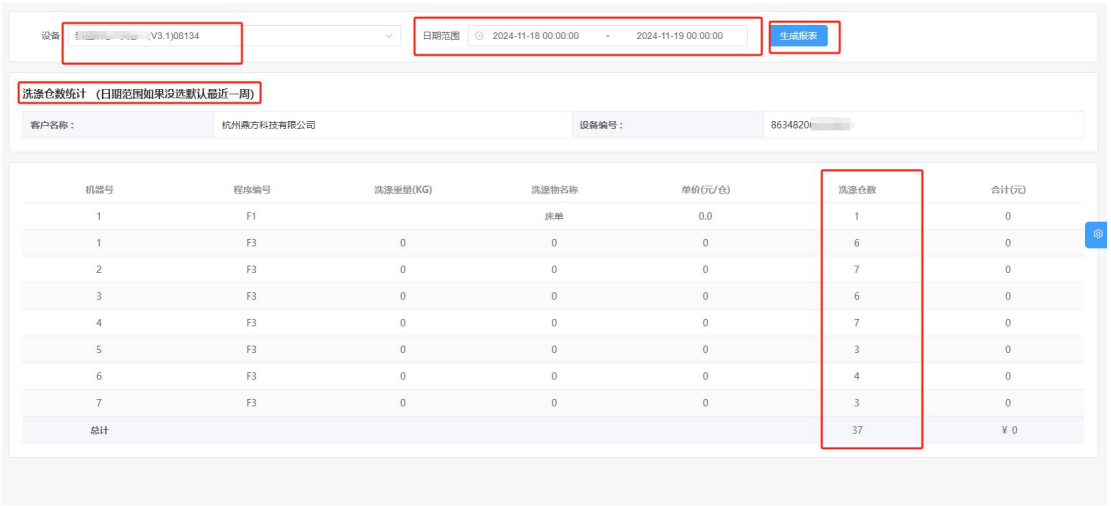 设备 V3.1)08134 日期范围 2024-11-18 00:00:00 - 2024-11-19 00:00:00 生成报表
洗涤仓数统计 (日期范围如果没选默认最近一周)
客户名称： 杭州鼎方科技有限公司 设备编号： 8634820
机器号 程序编号 洗涤重量(KG) 洗涤物名称 单价(元/仓) 洗涤仓数 合计(元)
1 F1 床单 0.0 1 0
1 F3 0 0 0 6 0
2 F3 0 0 0 7 0
3 F3 0 0 0 6 0
4 F3 0 0 0 7 0
5 F3 0 0 0 3 0
6 F3 0 0 0 4 0
7 F3 0 0 0 3 0
总计 37 ¥ 0